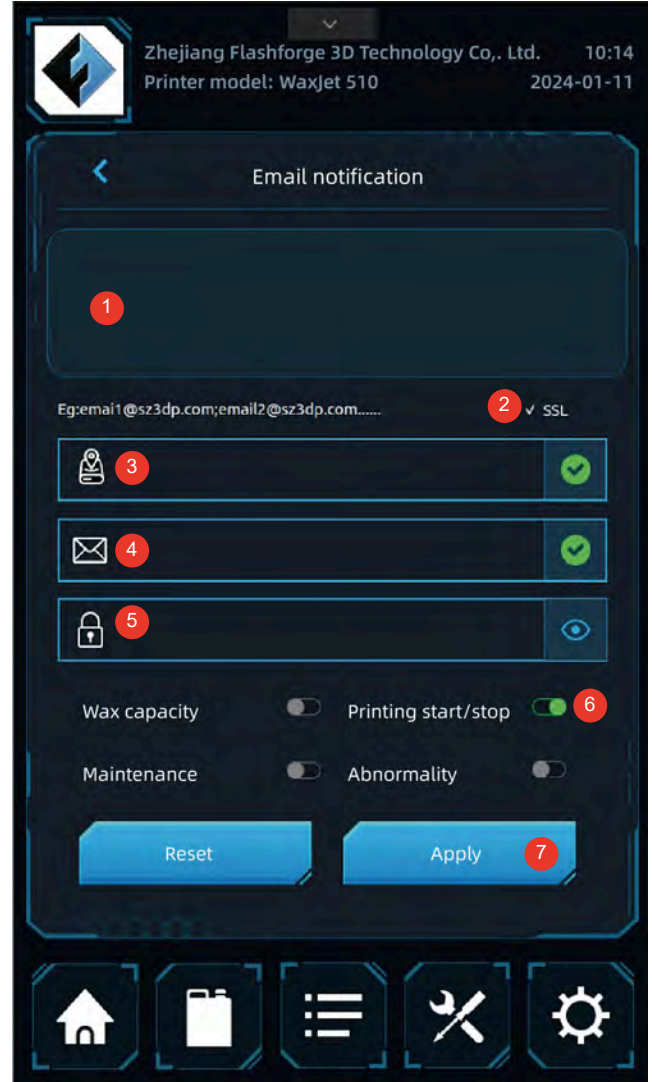 Zhejiang Flashforge 3D Technology Co,. Ltd. 10:14
Printer model: WaxJet 510 2024-01-11
Email notification
1
Eg:emai1@sz3dp.com;email2@sz3dp.com...... 2 ✓ SSL
3
4
5
Wax capacity Printing start/stop 6
Maintenance Abnormality
Reset Apply 7